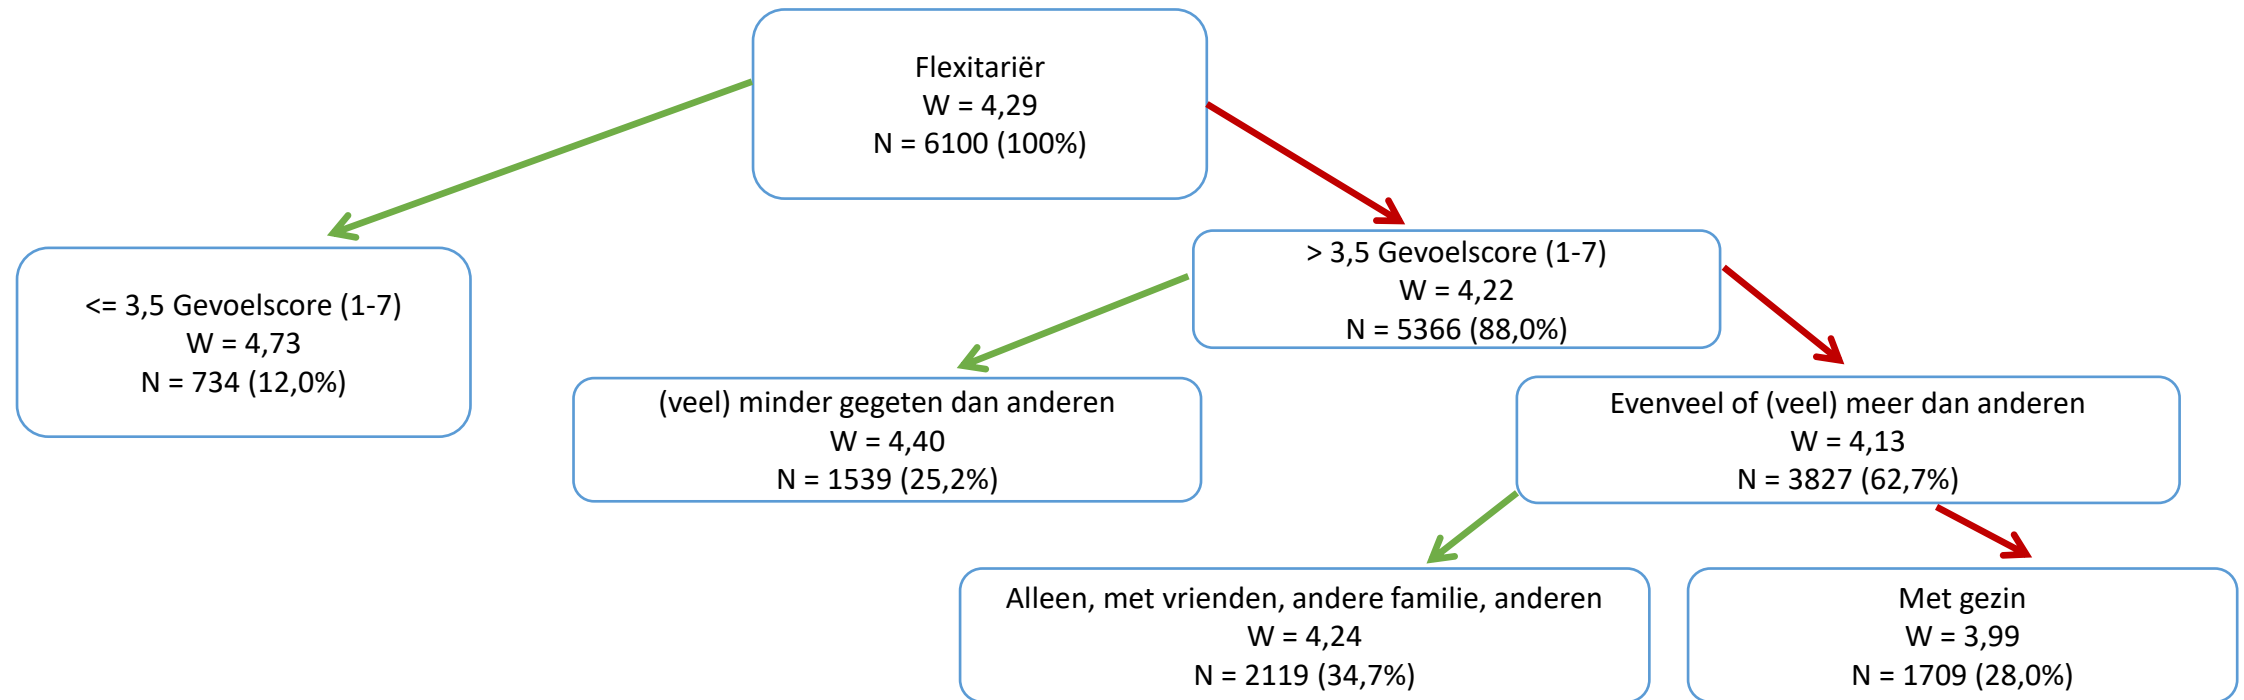 Flexitariër
W = 4,29
N = 6100 (100%)
<= 3,5 Gevoelscore (1-7)
W = 4,73
N = 734 (12,0%)
> 3,5 Gevoelscore (1-7)
W = 4,22
N = 5366 (88,0%)
(veel) minder gegeten dan anderen
W = 4,40
N = 1539 (25,2%)
Evenveel of (veel) meer dan anderen
W = 4,13
N = 3827 (62,7%)
Alleen, met vrienden, andere familie, anderen
W = 4,24
N = 2119 (34,7%)
Met gezin
W = 3,99
N = 1709 (28,0%)